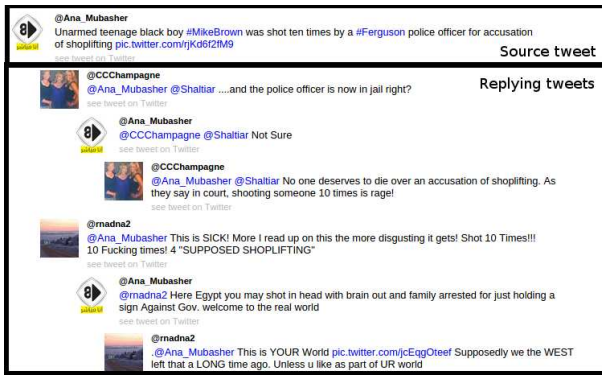 @Ana_Mubasher
Unarmed teenage black boy #MikeBrown was shot ten times by a #Ferguson police officer for accusation
of shoplifting pic.twitter.com/rjKd6f2fM9
see tweet on Twitter
Source tweet
Replying tweets
@CCChampagne
@Ana_Mubasher @Shaltiar ....and the police officer is now in jail right?
see tweet on Twitter
@Ana_Mubasher
@CCChampagne @Shaltiar Not Sure
see tweet on Twitter
@CCChampagne
@Ana_Mubasher @Shaltiar No one deserves to die over an accusation of shoplifting. As
they say in court, shooting someone 10 times is rage!
see tweet on Twitter
@rnadna2
@Ana_Mubasher This is SICK! More I read up on this the more disgusting it gets! Shot 10 Times!!!
10 Fucking times! 4 "SUPPOSED SHOPLIFTING"
see tweet on Twitter
@Ana_Mubasher
@rnadna2 Here Egypt you may shot in head with brain out and family arrested for just holding a
sign Against Gov. welcome to the real world
see tweet on Twitter
@rnadna2
.@Ana_Mubasher This is YOUR World pic.twitter.com/jcEqgOteef Supposedly we the WEST
left that a LONG time ago. Unless u like as part of UR world